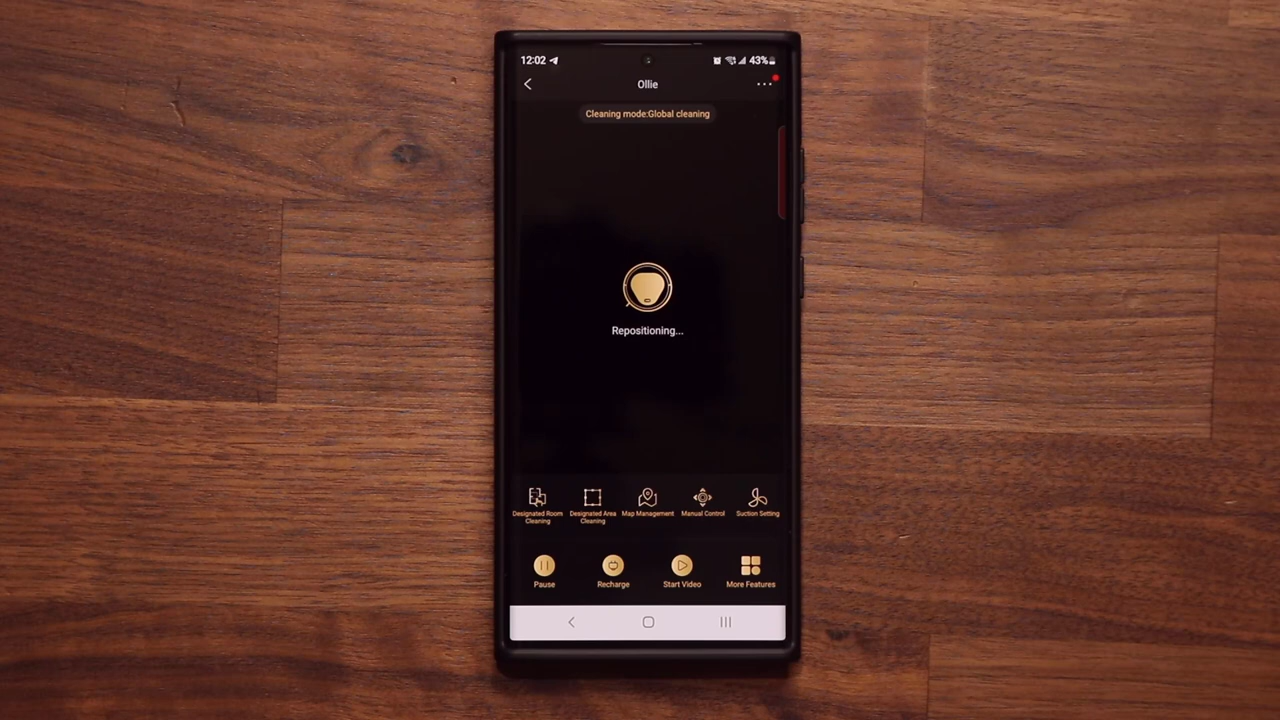 12:02
43%
Ollie
Cleaning mode:Global cleaning
Repositioning...
Designated Room
Cleaning
Designated Area
Cleaning
Map Management
Manual Control
Suction Setting
Pause
Recharge
Start Video
More Features